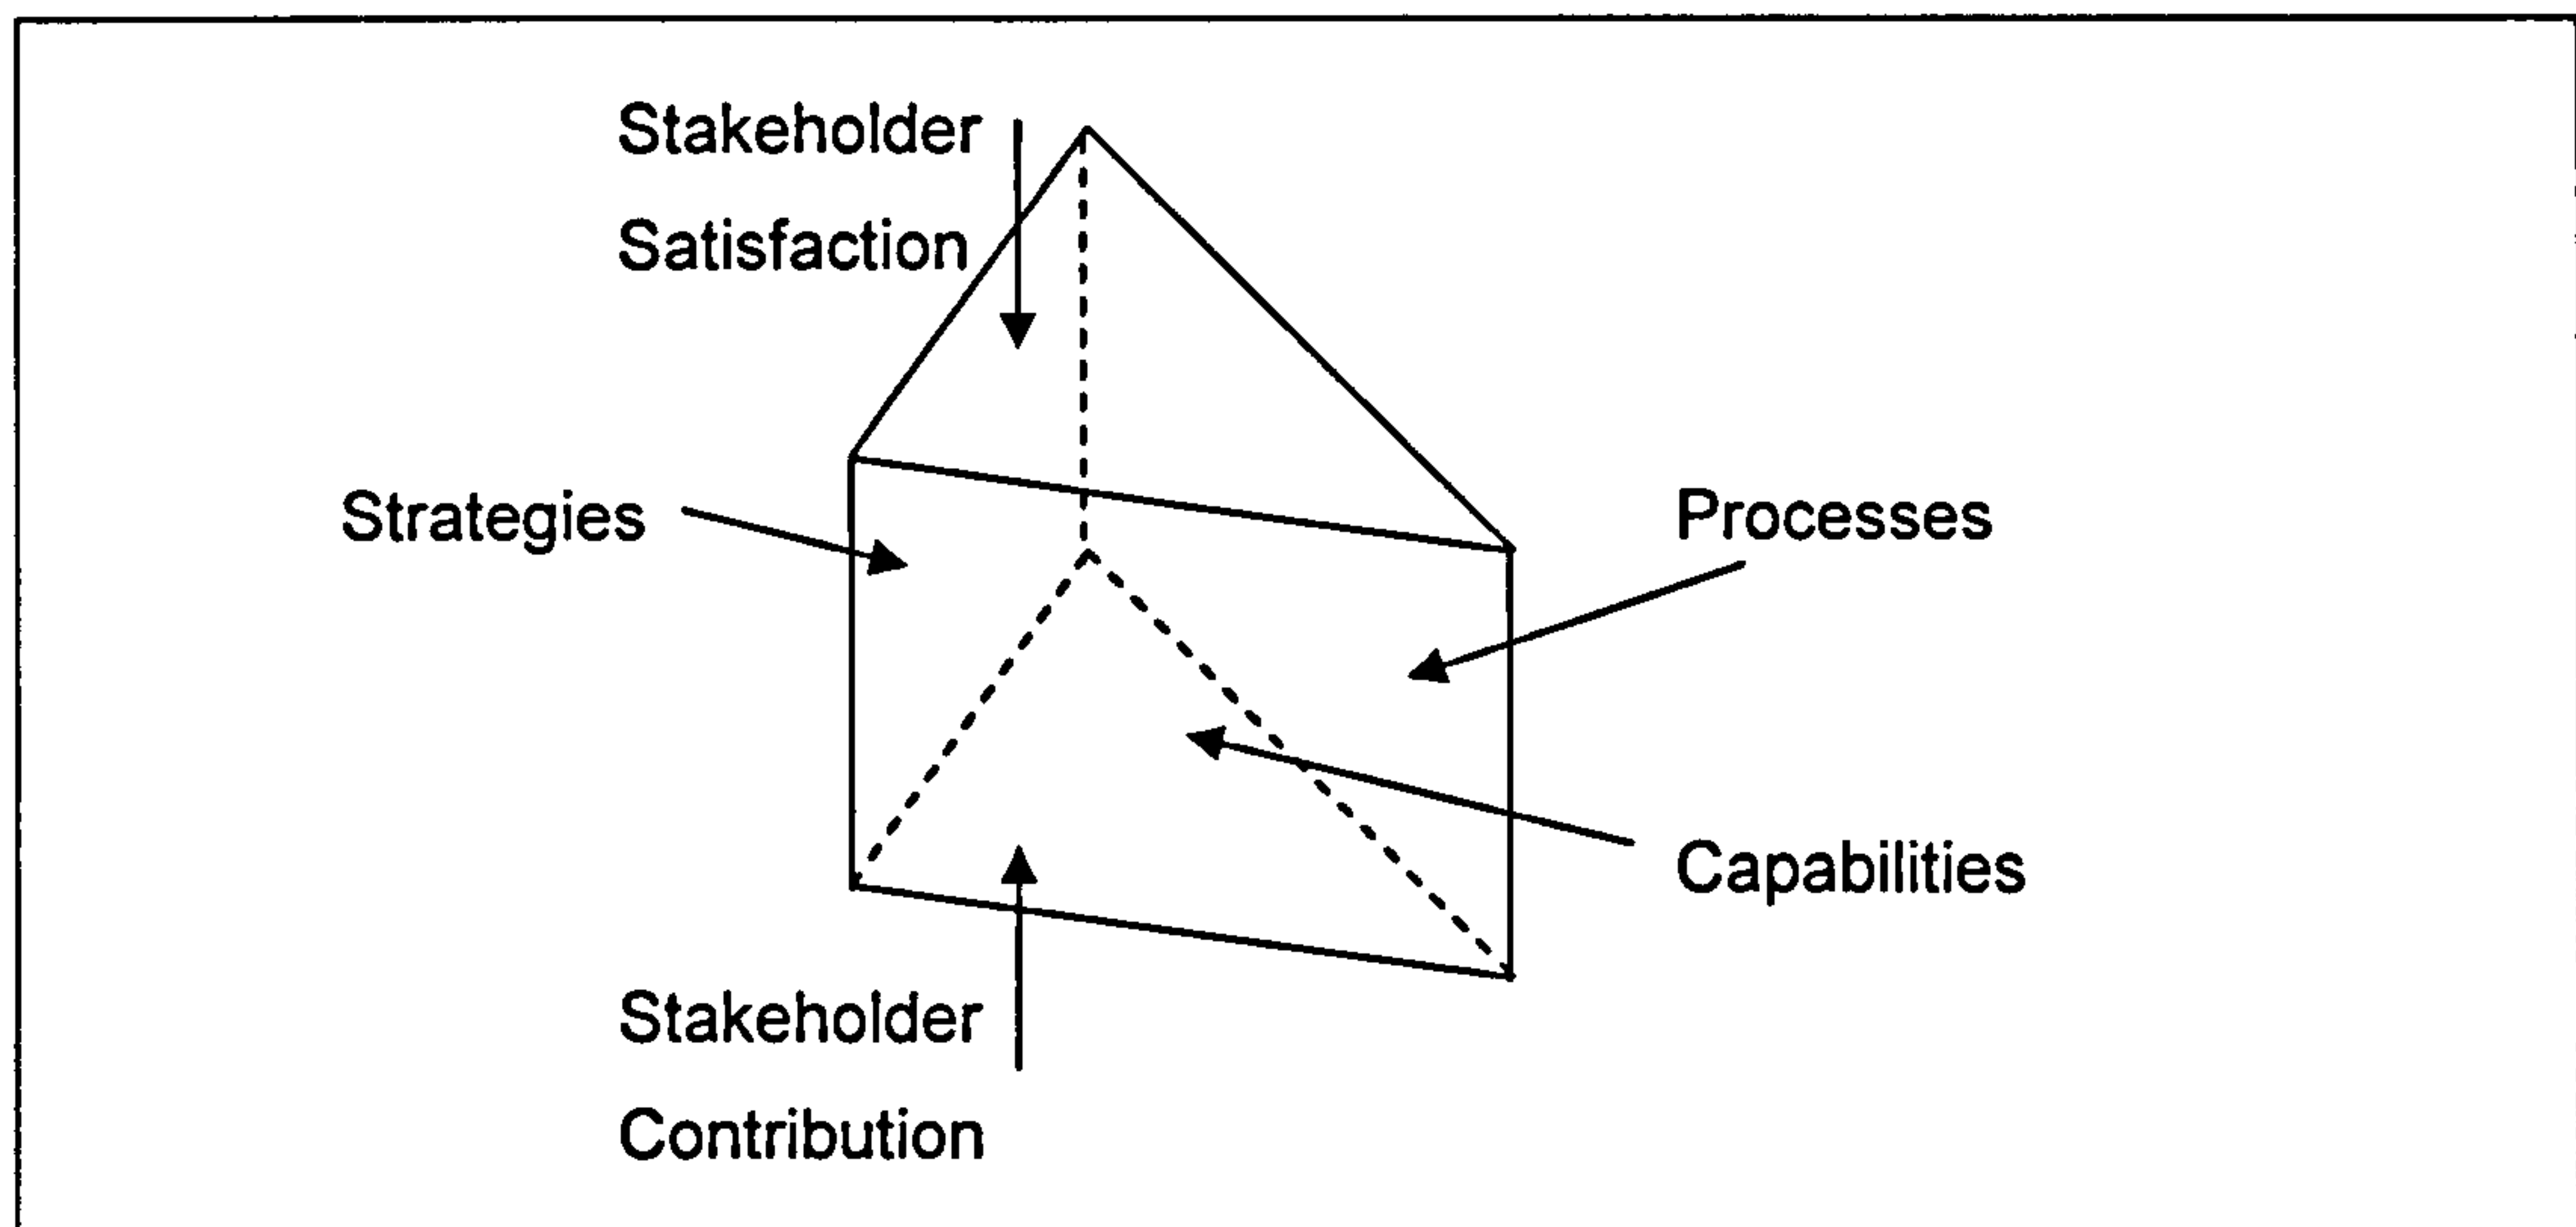 Stakeholder
Satisfaction
Strategies
Processes
Capabilities
Stakeholder
Contribution